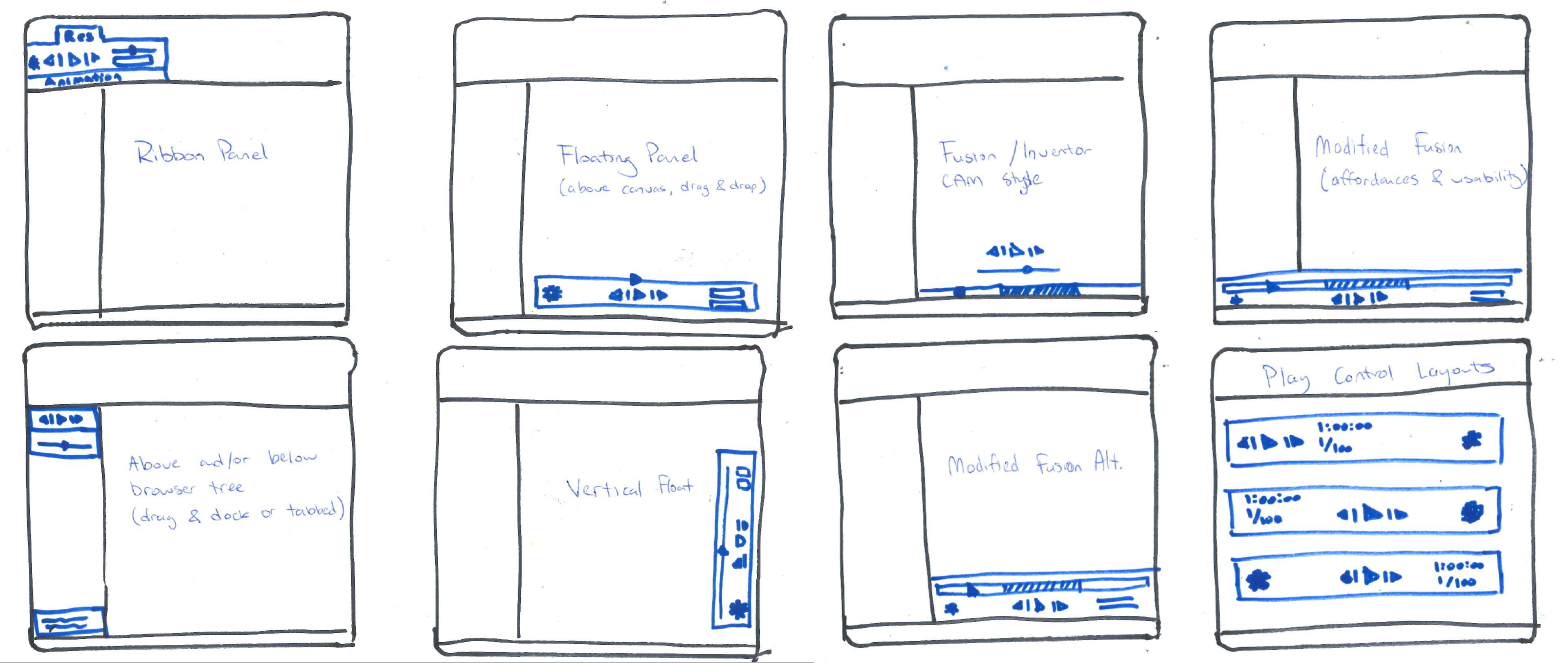 Res
Animation
Ribbon Panel
Floating Panel
(above canvas, drag & drop)
Fusion / Inventor
CAM style
Modified Fusion
(affordances & usability)
Above and/or below
browser tree
(drag & dock or tabbed)
Vertical Float
Modified Fusion Alt.
Play Control Layouts
1:00:00
1/100
1:00:00
1/100
1:00:00
1/100